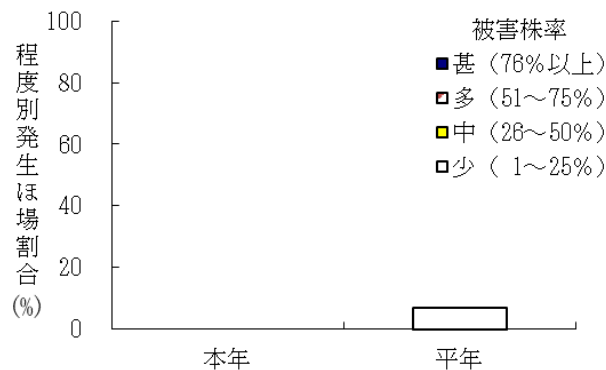 程度別発生ほ場割合(%)
100
80
60
40
20
0
被害株率
甚（76%以上）
多（51～75%）
中（26～50%）
少（ 1～25%）
本年
平年